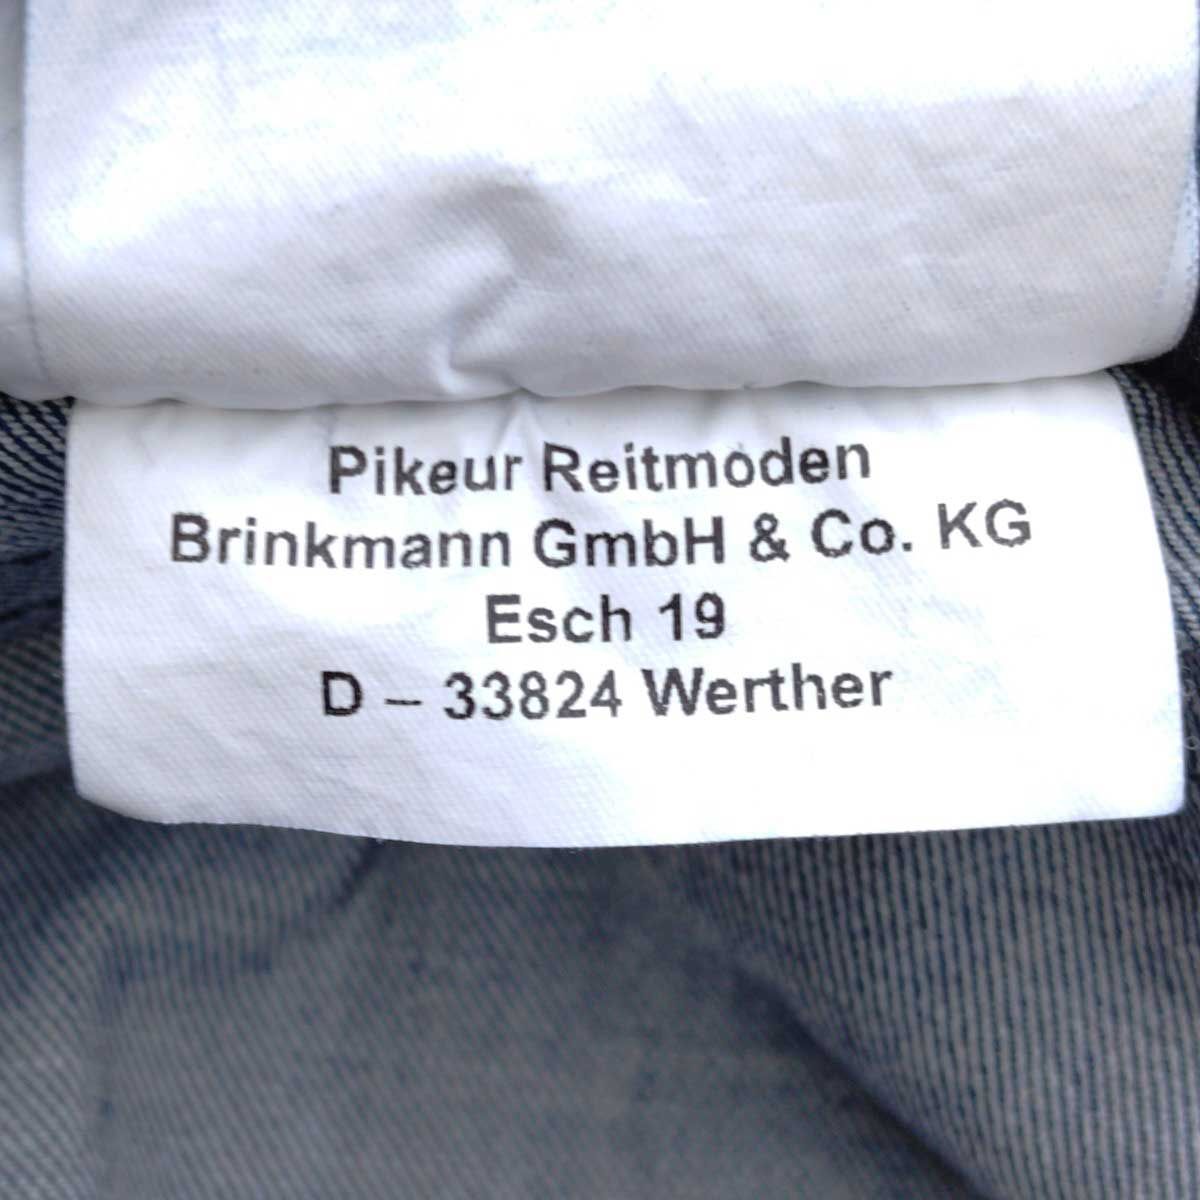 Pikeur Reitmoden
Brinkmann GmbH & Co. KG
Esch 19
D – 33824 Werther